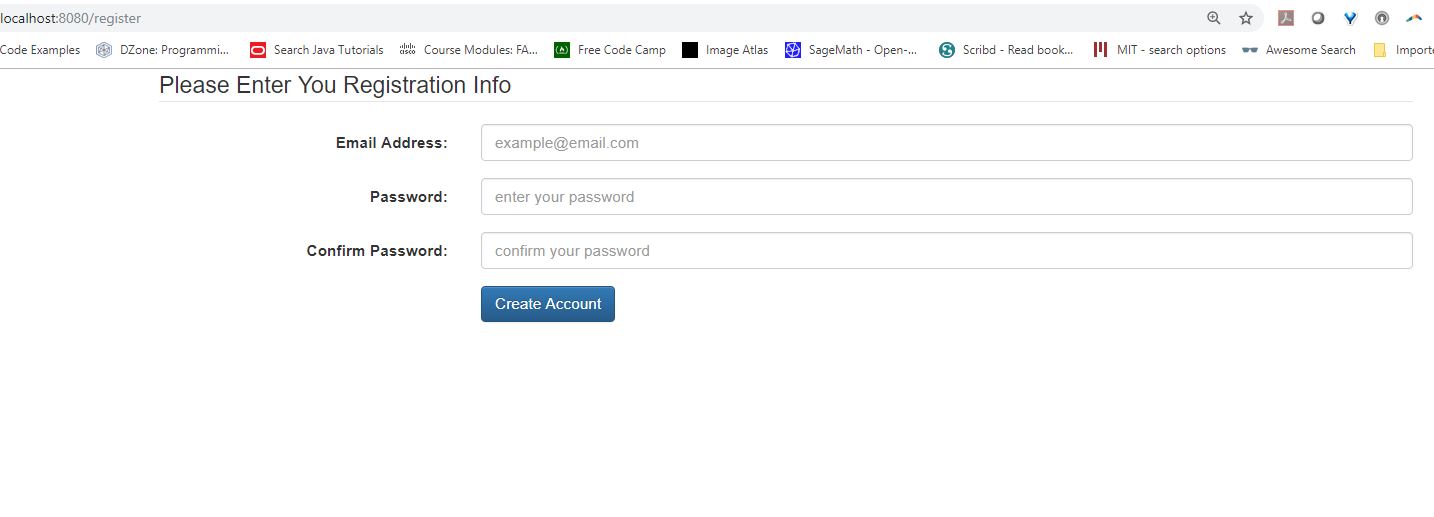 localhost:8080/register
Code Examples DZone: Programmi... Search Java Tutorials cisco Course Modules: FA... Free Code Camp Image Atlas SageMath - Open-... Scribd - Read book... MIT - search options Awesome Search Importe
Please Enter You Registration Info
Email Address: example@email.com
Password: enter your password
Confirm Password: confirm your password
Create Account